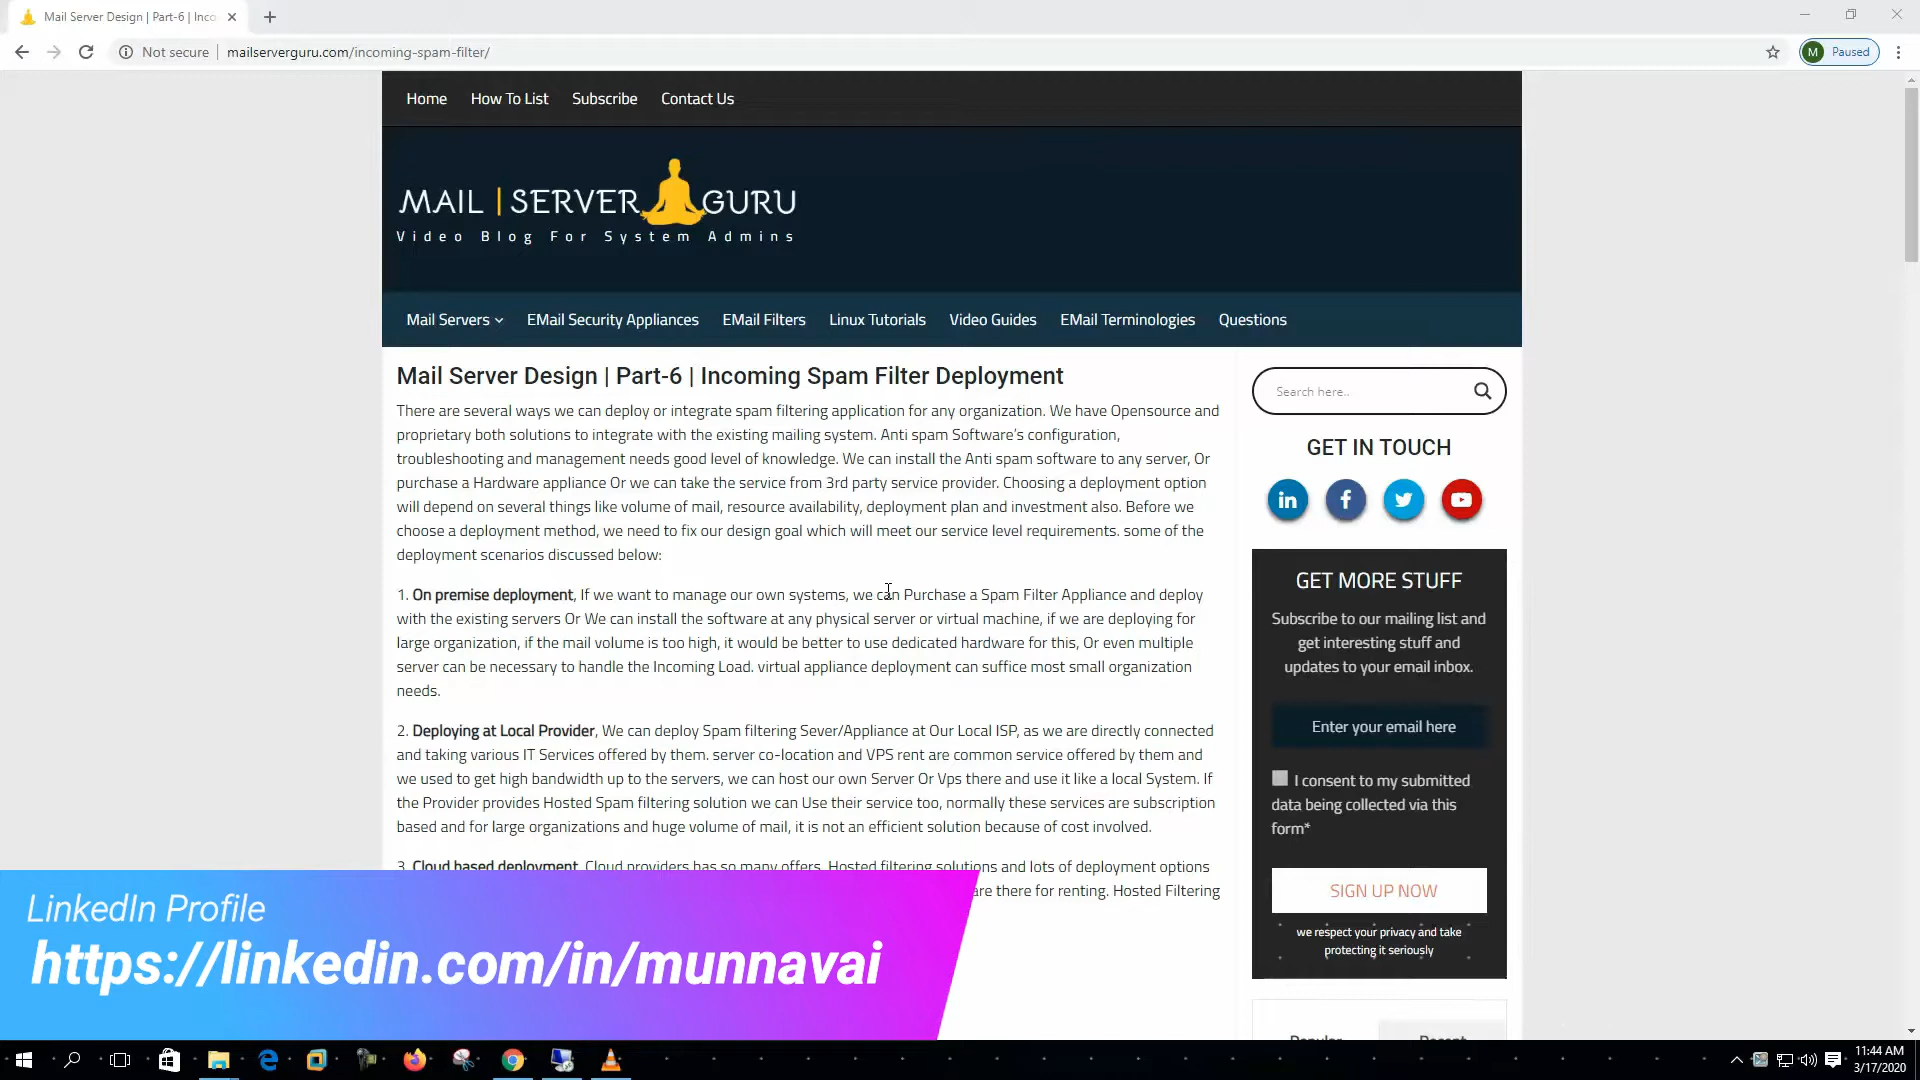 Mail Server Design | Part-6 | Inco
Not secure
mailserverguru.com/incoming-spam-filter/
M Paused
Home How To List Subscribe Contact Us
MAIL | SERVER GURU
Video Blog For System Admins
Mail Servers EMail Security Appliances EMail Filters Linux Tutorials Video Guides EMail Terminologies Questions
Mail Server Design | Part-6 | Incoming Spam Filter Deployment
There are several ways we can deploy or integrate spam filtering application for any organization. We have Opensource and
proprietary both solutions to integrate with the existing mailing system. Anti spam Software's configuration,
troubleshooting and management needs good level of knowledge. We can install the Anti spam software to any server, Or
purchase a Hardware appliance Or we can take the service from 3rd party service provider. Choosing a deployment option
will depend on several things like volume of mail, resource availability, deployment plan and investment also. Before we
choose a deployment method, we need to fix our design goal which will meet our service level requirements. some of the
deployment scenarios discussed below:
1. On premise deployment, If we want to manage our own systems, we can Purchase a Spam Filter Appliance and deploy
with the existing servers Or We can install the software at any physical server or virtual machine, if we are deploying for
large organization, if the mail volume is too high, it would be better to use dedicated hardware for this, Or even multiple
server can be necessary to handle the Incoming Load. virtual appliance deployment can suffice most small organization
needs.
2. Deploying at Local Provider, We can deploy Spam filtering Sever/Appliance at Our Local ISP, as we are directly connected
and taking various IT Services offered by them. server co-location and VPS rent are common service offered by them and
we used to get high bandwidth up to the servers, we can host our own Server Or Vps there and use it like a local System. If
the Provider provides Hosted Spam filtering solution we can Use their service too, normally these services are subscription
based and for large organizations and huge volume of mail, it is not an efficient solution because of cost involved.
3. Cloud based deployment, Cloud providers has so many offers, Hosted filtering solutions and lots of deployment options
are there for renting. Hosted Filtering
Search here..
GET IN TOUCH
GET MORE STUFF
Subscribe to our mailing list and
get interesting stuff and
updates to your email inbox.
Enter your email here
I consent to my submitted
data being collected via this
form*
SIGN UP NOW
we respect your privacy and take
protecting it seriously
Popular Recent
LinkedIn Profile
https://linkedin.com/in/munnavai
11:44 AM
3/17/2020